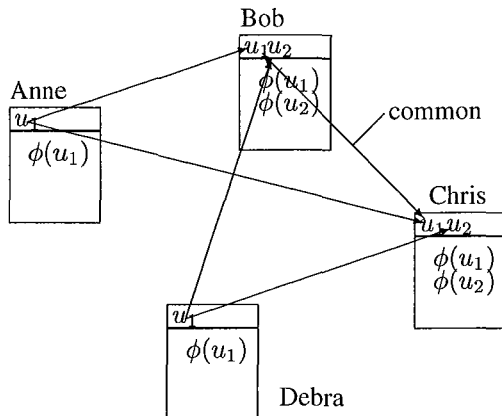 Bob
u₁u₂
ϕ(u₁)
ϕ(u₂)
Anne
u₁
ϕ(u₁)
common
Chris
u₁u₂
ϕ(u₁)
ϕ(u₂)
u₁
ϕ(u₁)
Debra